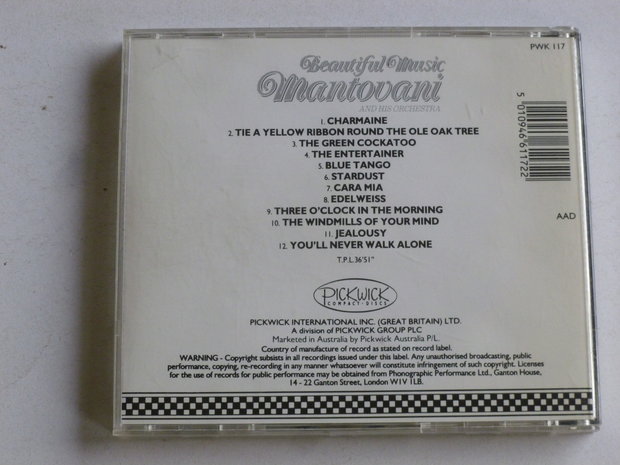 PWK 117
Beautiful Music
Mantovani
AND HIS ORCHESTRA
5 010946 611722
1. CHARMAINE
2. TIE A YELLOW RIBBON ROUND THE OLE OAK TREE
3. THE GREEN COCKATOO
4. THE ENTERTAINER
5. BLUE TANGO
6. STARDUST
7. CARA MIA
8. EDELWEISS
9. THREE O'CLOCK IN THE MORNING
10. THE WINDMILLS OF YOUR MIND
11. JEALOUSY
12. YOU'LL NEVER WALK ALONE
AAD
T.P.L. 36'51"
PICKWICK
COMPACT·DISCS
PICKWICK INTERNATIONAL INC. (GREAT BRITAIN) LTD.
A division of PICKWICK GROUP PLC
Marketed in Australia by Pickwick Australia P/L.
Country of manufacture of record as stated on record label.
WARNING - Copyright subsists in all recordings issued under this label. Any unauthorised broadcasting, public
performance, copying, re-recording in any manner whatsoever will constitute infringement of such copyright. Licenses
for the use of records for public performance may be obtained from Phonographic Performance Ltd., Ganton House,
14 - 22 Ganton Street, London W1V 1LB.